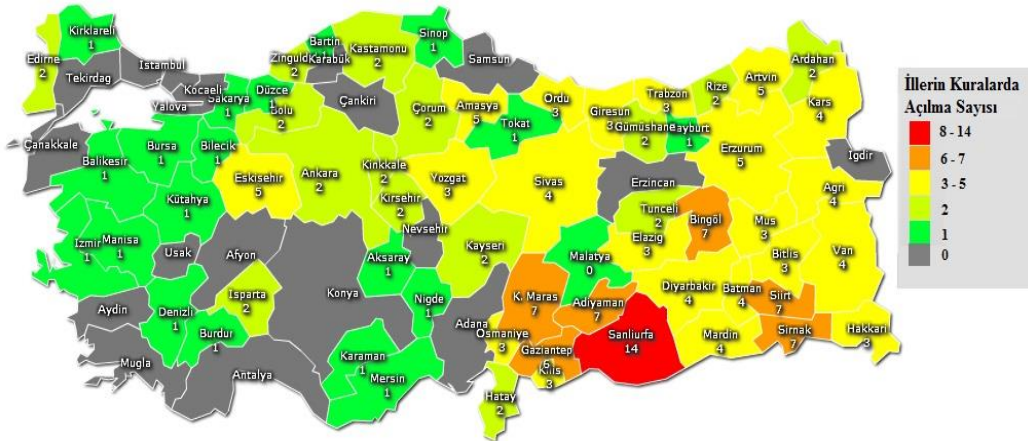 Kirklareli
1
Edirne
2
Tekirdag
Istambul
Kocaeli
Yalova
Sakarya
1
Düzce
1
Bolu
2
Zinguldak
2
Bartin
1
Karabük
Kastamonu
2
Sinop
1
Samsun
Çankiri
Çorum
2
Amasya
5
Tokat
1
Ordu
3
Giresun
3
Gumüshane
2
Trabzon
3
Bayburt
1
Rize
2
Artvin
5
Ardahan
2
Kars
4
Igdir
Erzurum
5
Agri
4
Çanakkale
Balikesir
1
Bursa
1
Bilecik
1
Kütahya
1
Eskisehir
5
Ankara
2
Kinkkale
2
Kirsehir
2
Yozgat
3
Sivas
4
Erzincan
Tunceli
2
Bingöl
7
Mus
3
Elazig
3
Bitlis
3
Van
4
Izmir
1
Manisa
1
Usak
Afyon
Isparta
2
Konya
Aksaray
1
Nevsehir
Nigde
1
Kayseri
2
Malatya
0
K. Maras
7
Adiyaman
7
Diyarbakir
4
Batman
4
Siirt
7
Sirnak
7
Hakkari
3
Mardin
4
Sanliurfa
14
Gaziantep
6
Kilis
3
Osmaniye
3
Hatay
2
Adana
Mersin
1
Karaman
1
Antalya
Burdur
1
Denizli
1
Aydin
Mugla
İllerin Kuralarda
Açılma Sayısı
8 - 14
6 - 7
3 - 5
2
1
0